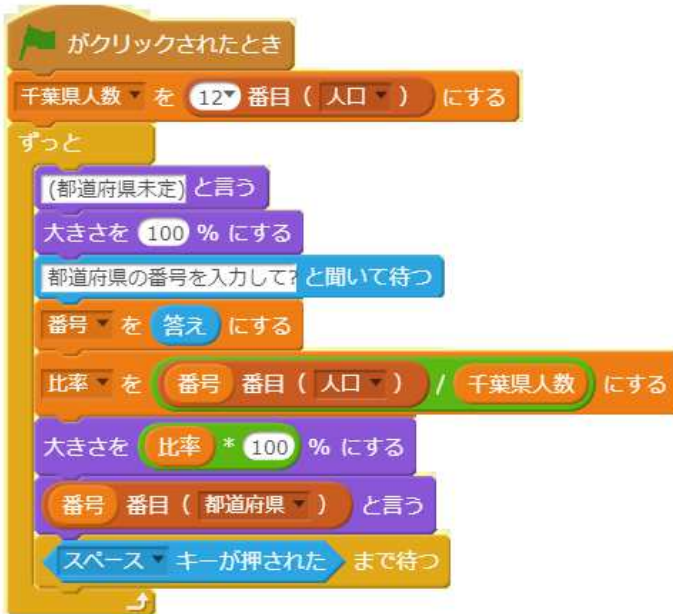 がクリックされたとき
千葉県人数 を 12 番目 ( 人口 ) にする
ずっと
(都道府県未定) と言う
大きさを 100 % にする
都道府県の番号を入力して? と聞いて待つ
番号 を 答え にする
比率 を 番号 番目 ( 人口 ) / 千葉県人数 にする
大きさを 比率 * 100 % にする
番号 番目 ( 都道府県 ) と言う
スペース キーが押された まで待つ